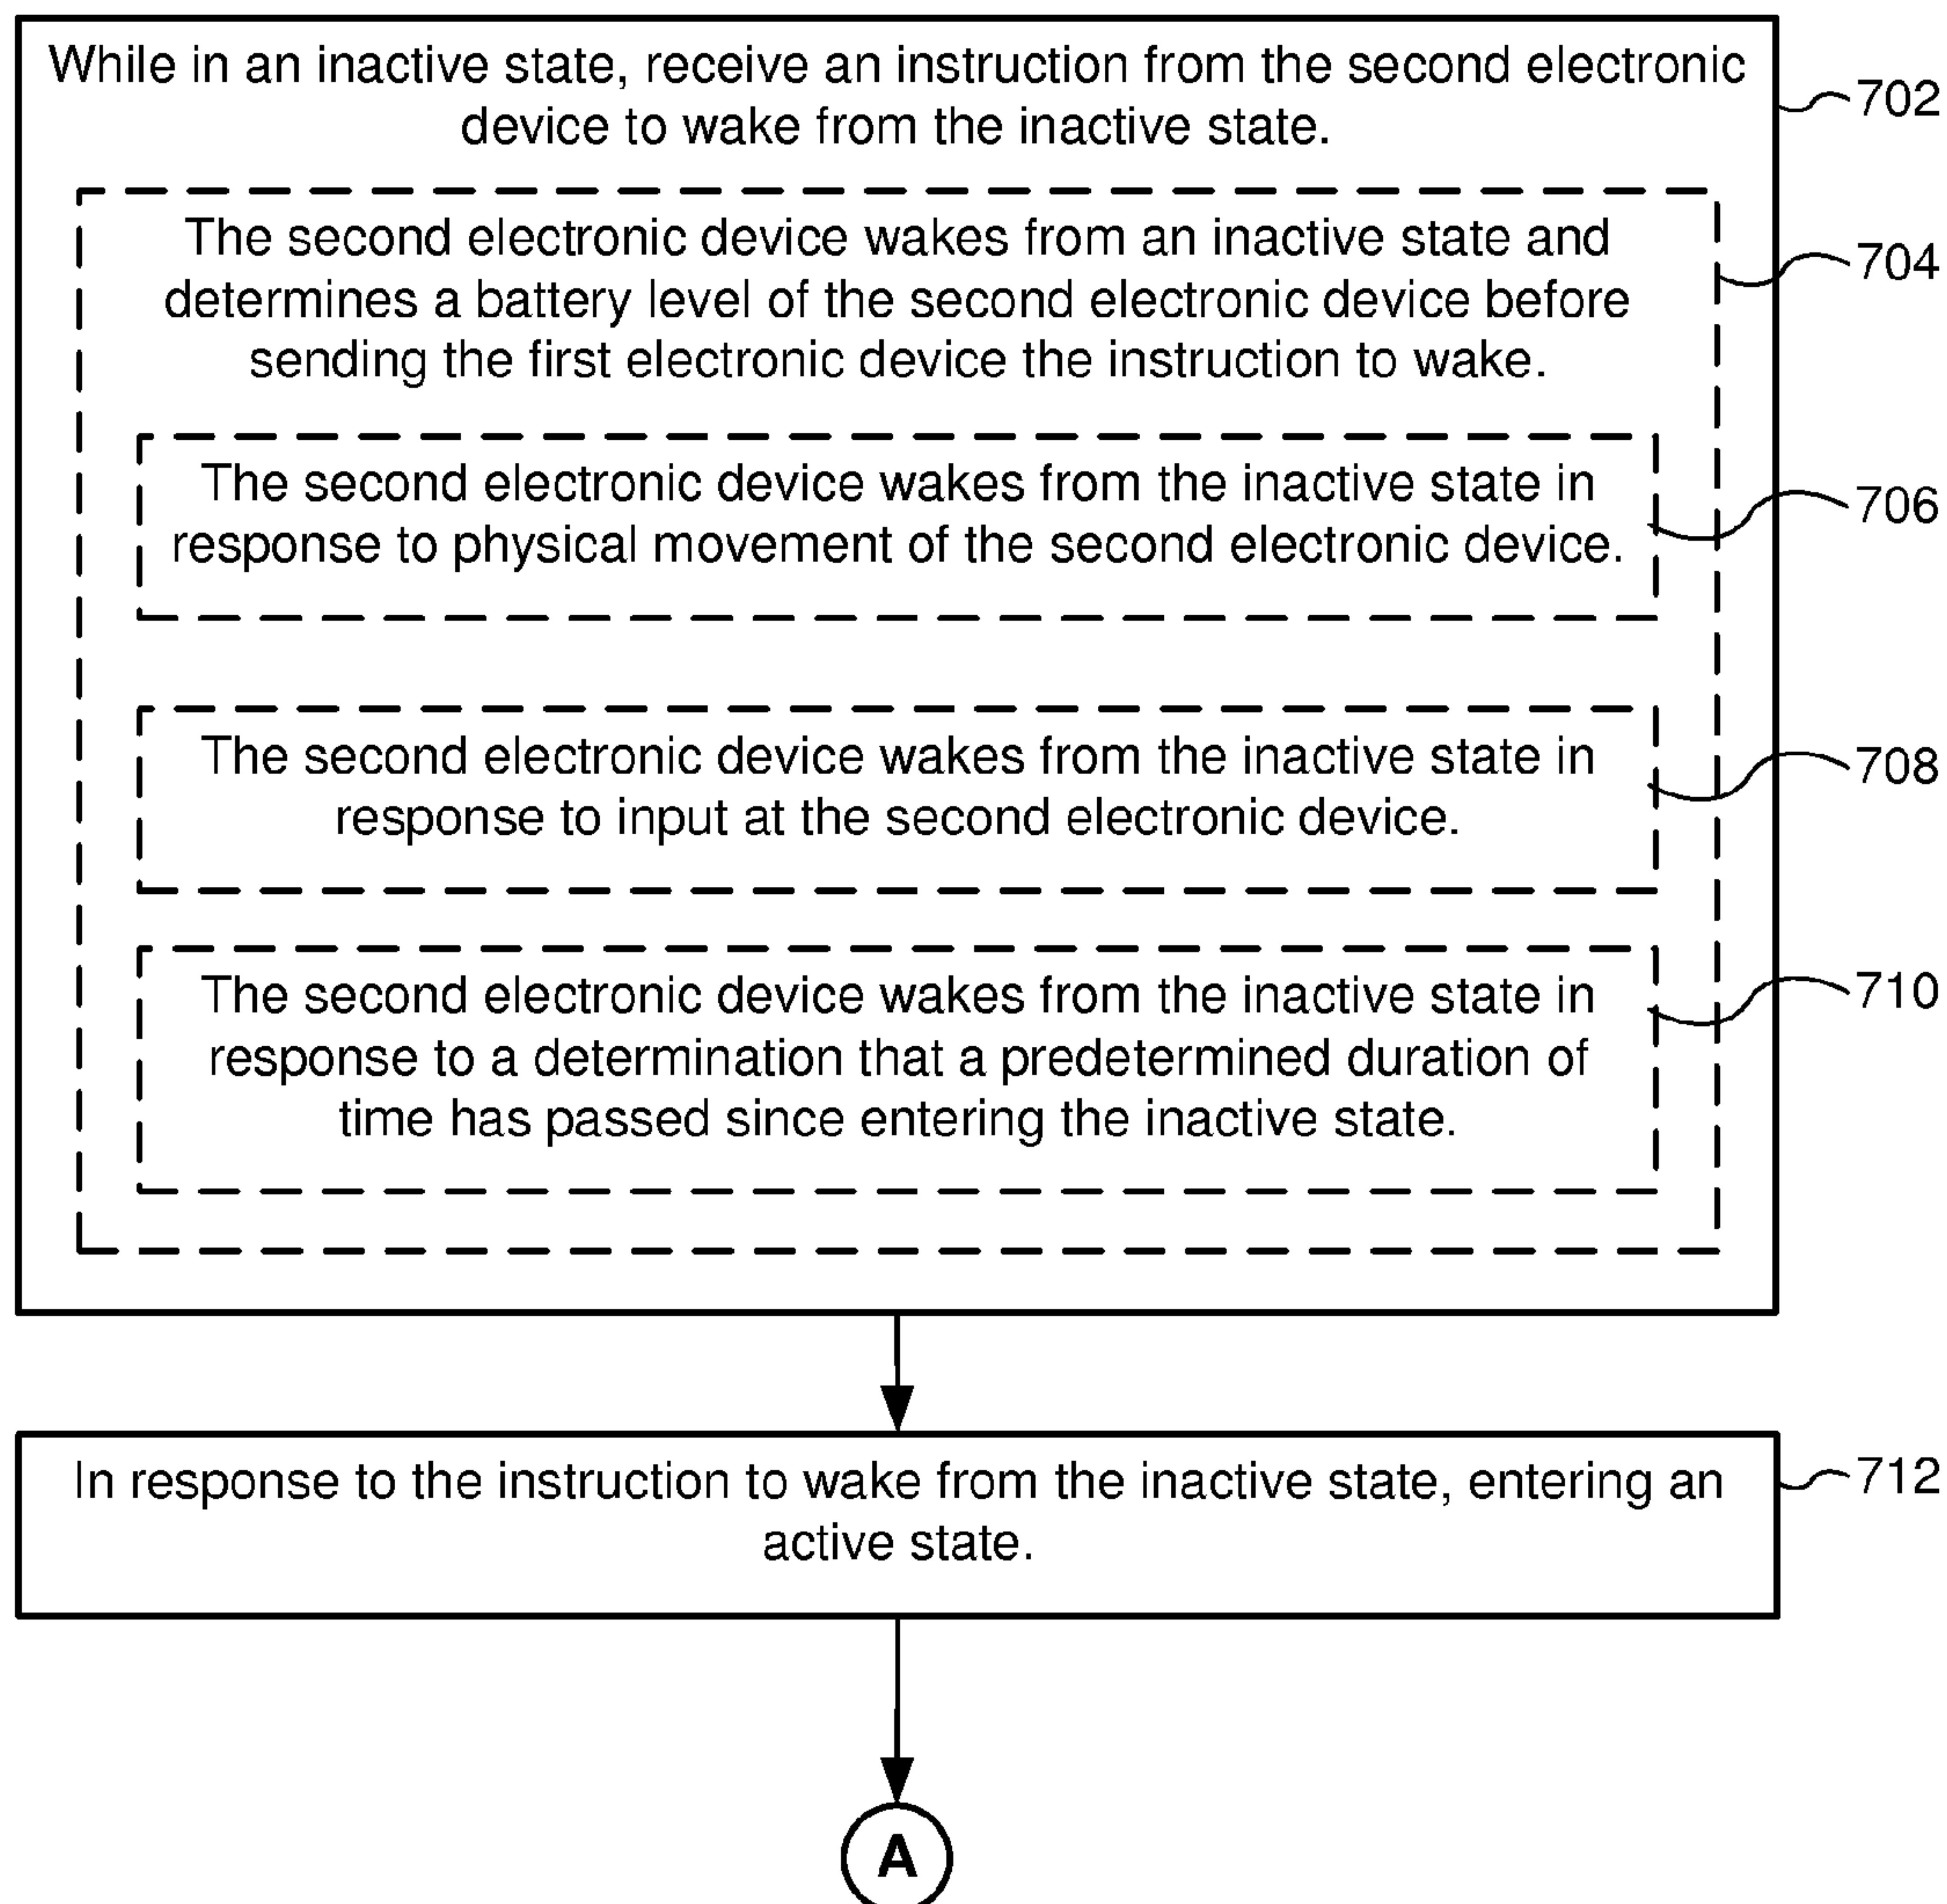 While in an inactive state, receive an instruction from the second electronic
device to wake from the inactive state.
702
The second electronic device wakes from an inactive state and
determines a battery level of the second electronic device before
sending the first electronic device the instruction to wake.
704
The second electronic device wakes from the inactive state in
response to physical movement of the second electronic device.
706
The second electronic device wakes from the inactive state in
response to input at the second electronic device.
708
The second electronic device wakes from the inactive state in
response to a determination that a predetermined duration of
time has passed since entering the inactive state.
710
In response to the instruction to wake from the inactive state, entering an
active state.
712
A